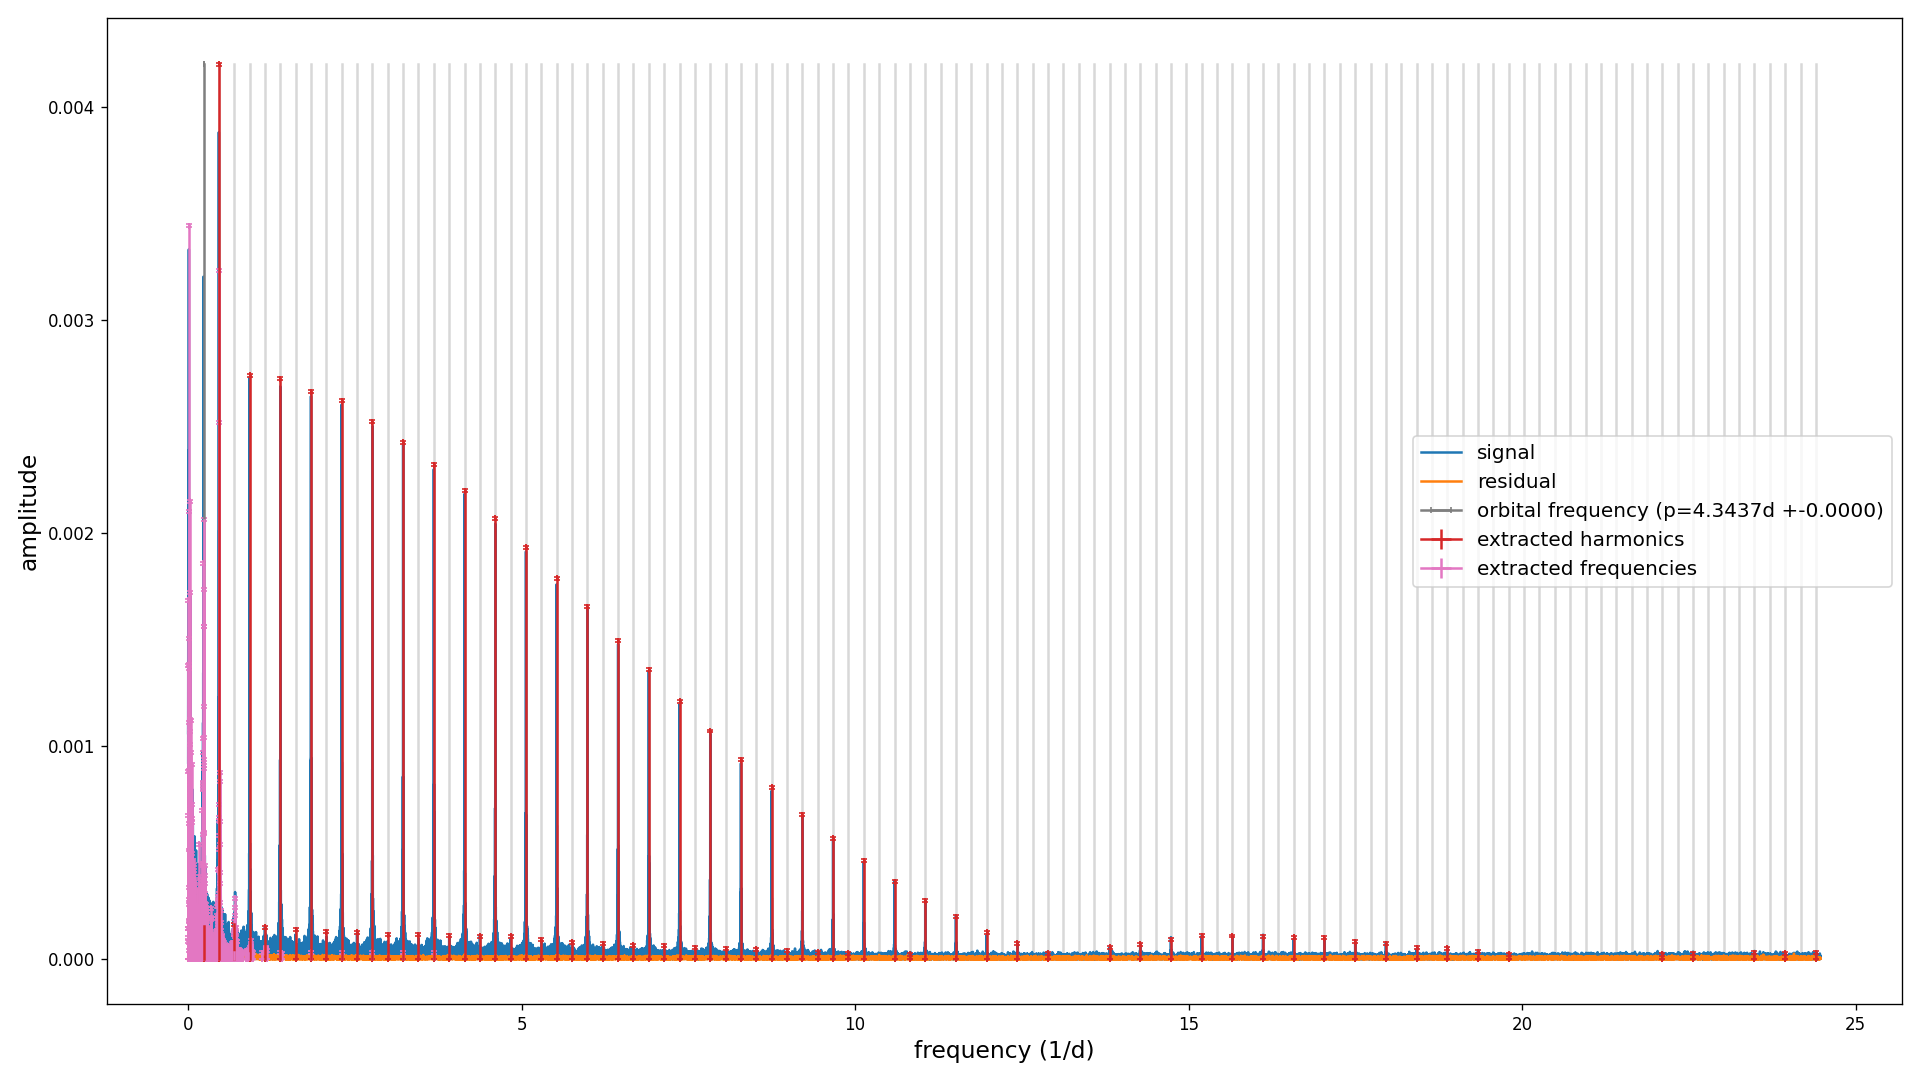 0.004
0.003
0.002
0.001
0.000
amplitude
0
5
10
15
20
25
frequency (1/d)
signal
residual
orbital frequency (p=4.3437d +-0.0000)
extracted harmonics
extracted frequencies